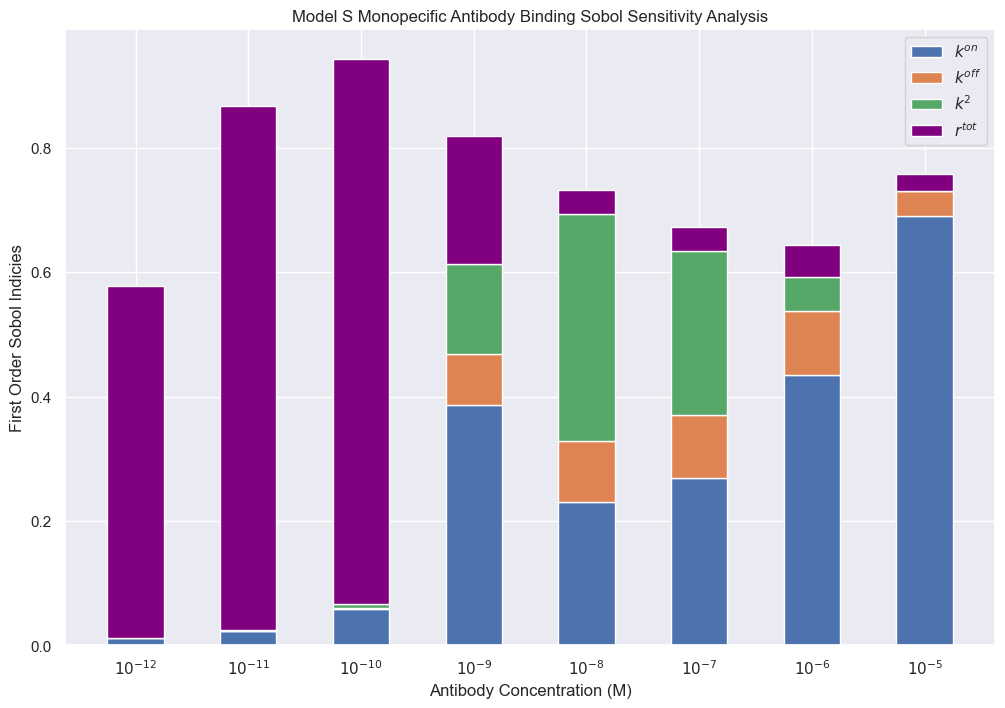 Model S Monopecific Antibody Binding Sobol Sensitivity Analysis
k^{on}
k^{off}
k^{2}
r^{tot}
First Order Sobol Indicies
0.8
0.6
0.4
0.2
0.0
10^{-12} 10^{-11} 10^{-10} 10^{-9} 10^{-8} 10^{-7} 10^{-6} 10^{-5}
Antibody Concentration (M)